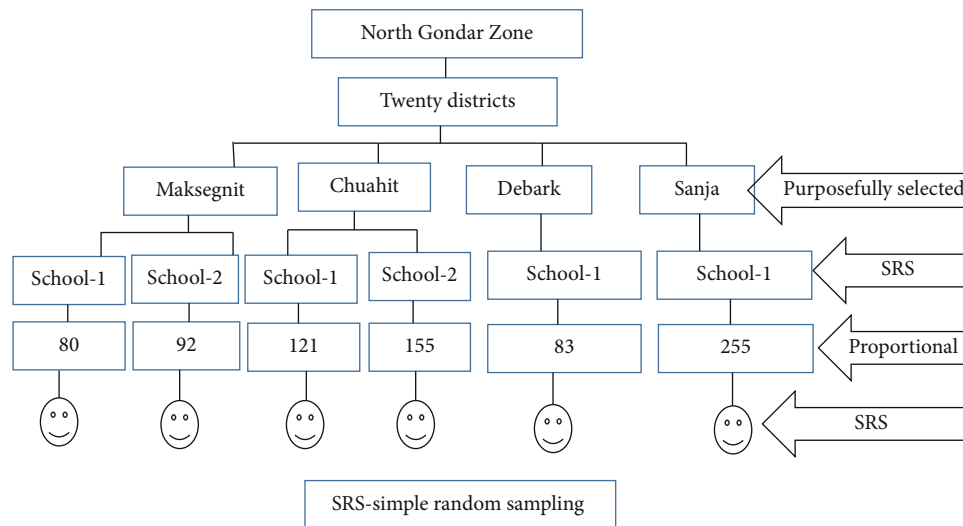 North Gondar Zone
Twenty districts
Maksegnit
Chuahit
Debark
Sanja
Purposefully selected
School-1
School-2
School-1
School-2
School-1
School-1
SRS
80
92
121
155
83
255
Proportional
SRS
SRS-simple random sampling